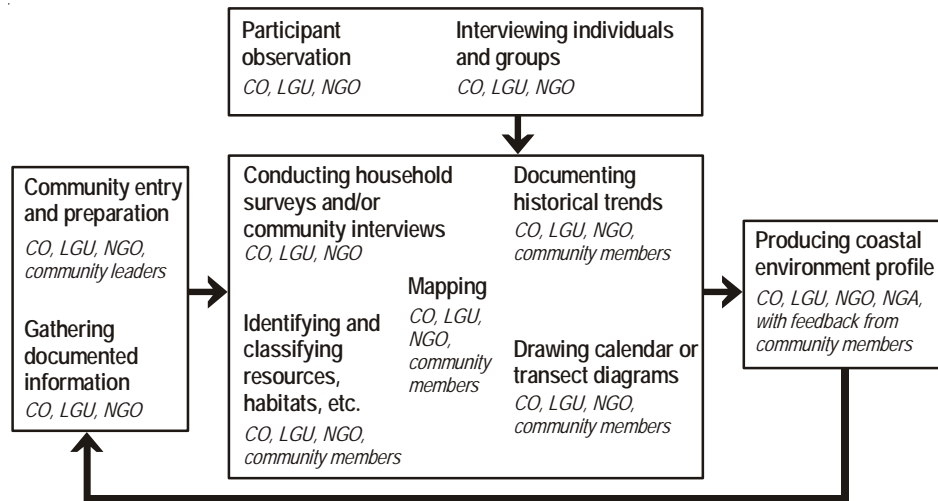 Participant
observation
CO, LGU, NGO
Interviewing individuals
and groups
CO, LGU, NGO
Community entry
and preparation
CO, LGU, NGO,
community leaders
Gathering
documented
information
CO, LGU, NGO
Conducting household
surveys and/or
community interviews
CO, LGU, NGO
Documenting
historical trends
CO, LGU, NGO,
community members
Mapping
CO, LGU,
NGO,
community
members
Identifying and
classifying
resources,
habitats, etc.
CO, LGU, NGO,
community members
Drawing calendar or
transect diagrams
CO, LGU, NGO,
community members
Producing coastal
environment profile
CO, LGU, NGO, NGA,
with feedback from
community members